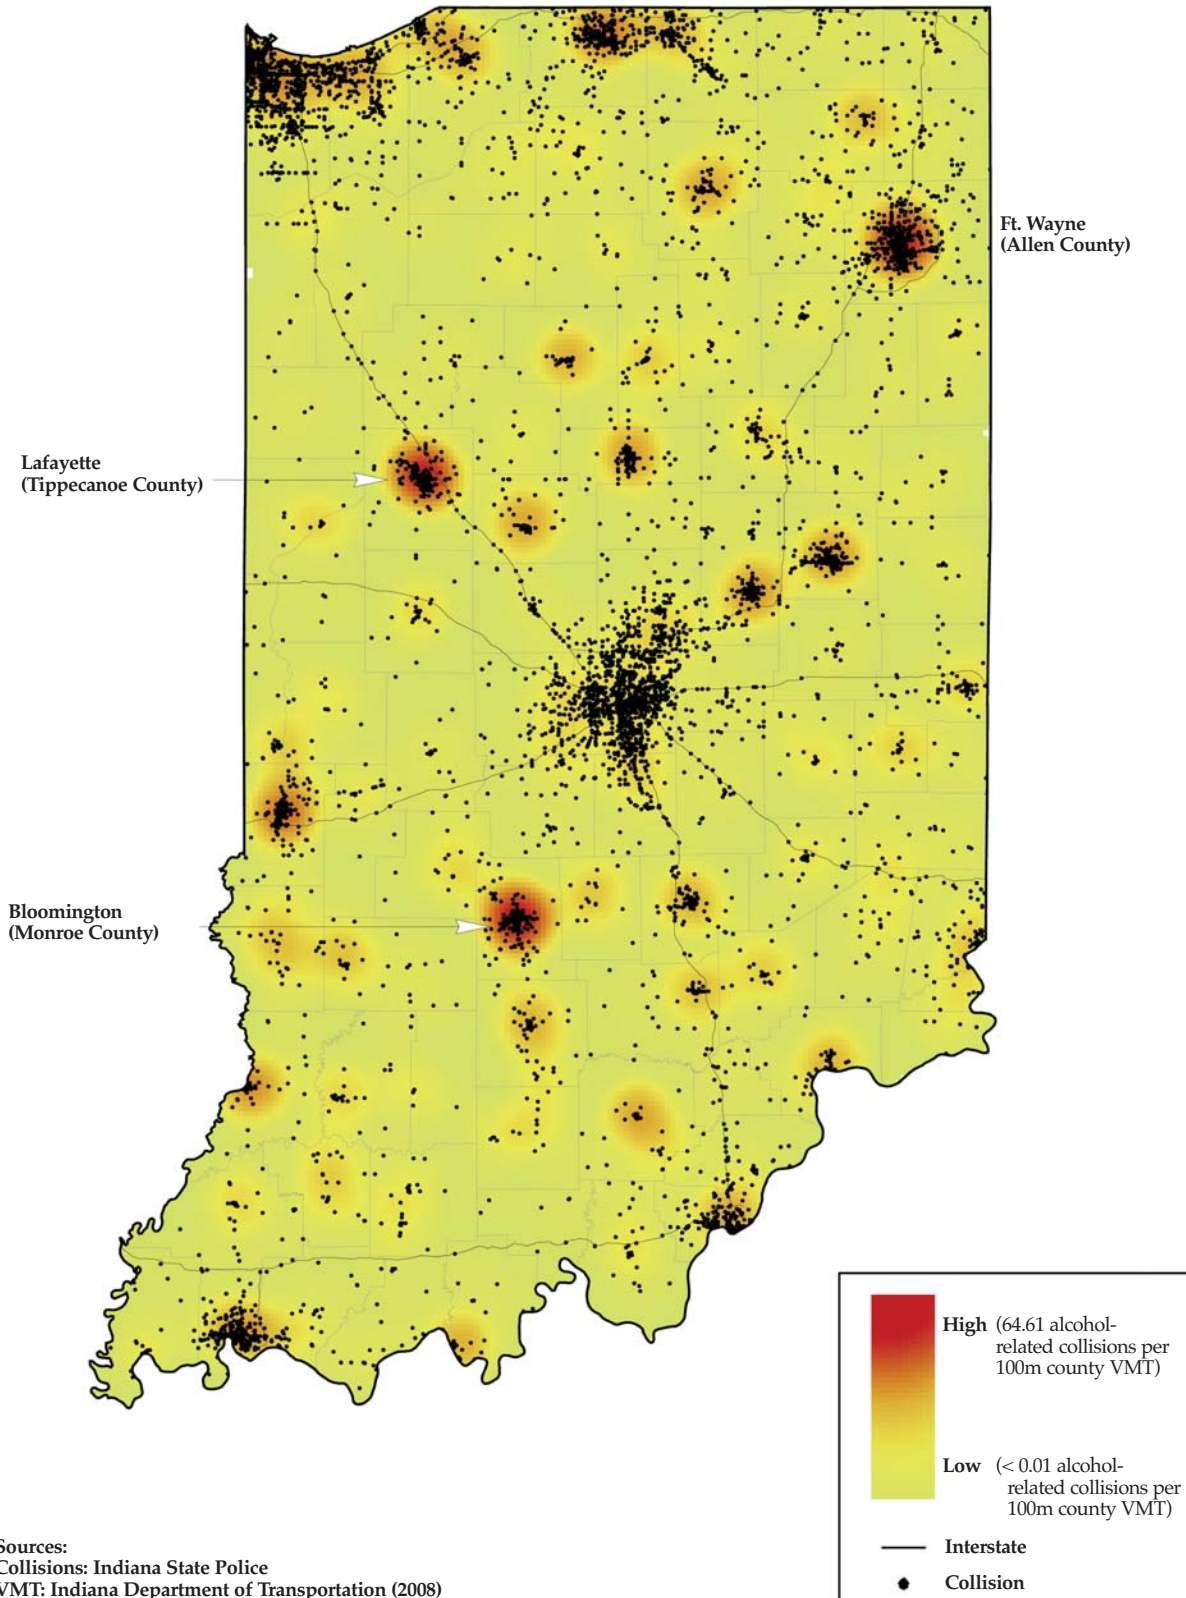 Ft. Wayne
(Allen County)
Lafayette
(Tippecanoe County)
Bloomington
(Monroe County)
High (64.61 alcohol-
related collisions per
100m county VMT)
Low (< 0.01 alcohol-
related collisions per
100m county VMT)
Interstate
Collision
Sources:
Collisions: Indiana State Police
VMT: Indiana Department of Transportation (2008)